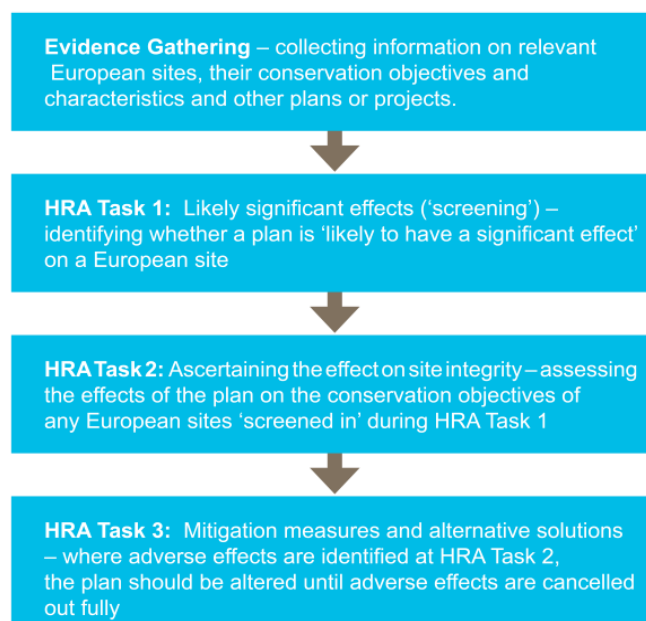 Evidence Gathering – collecting information on relevant
European sites, their conservation objectives and
characteristics and other plans or projects.
HRA Task 1: Likely significant effects (‘screening’) –
identifying whether a plan is ‘likely to have a significant effect’
on a European site
HRA Task 2: Ascertaining the effect on site integrity – assessing
the effects of the plan on the conservation objectives of
any European sites ‘screened in’ during HRA Task 1
HRA Task 3: Mitigation measures and alternative solutions
– where adverse effects are identified at HRA Task 2,
the plan should be altered until adverse effects are cancelled
out fully